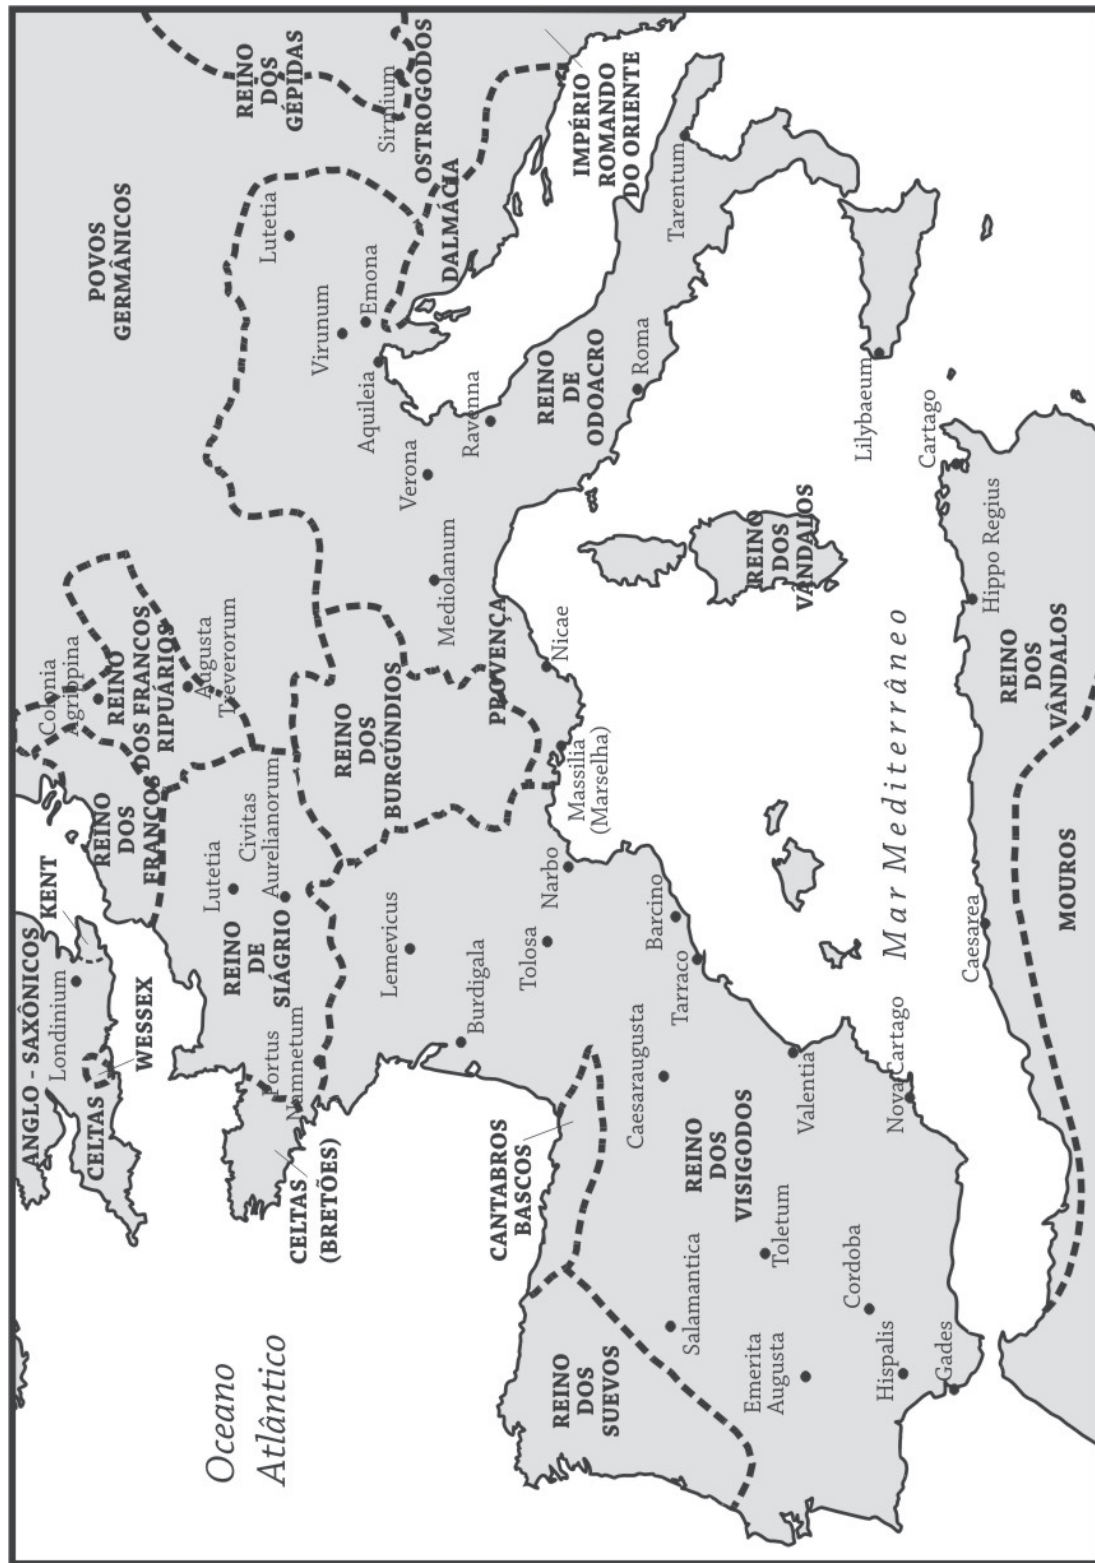 ANGLO - SAXÔNICOS
Londinium
KENT
CELTAS
WESSEX
Colonia
Agrippina
REINO
DOS FRANCOS
RIPUÁRIOS
Augusta
Treverorum
REINO
DOS
FRANCOS
POVOS
GERMÂNICOS
REINO
DOS
GÉPIDAS
Lutetia
Civitas
Aurelianorum
REINO
DE
SIÁGRIO
Portus
Namnetum
CELTAS
(BRETÕES)
Oceano
Atlântico
Lutetia
Virunum
Emona
Aquileia
Sirmium
OSTROGODOS
DALMÁCIA
REINO
DOS
BURGÚNDIOS
Lemevicus
Burdigala
Verona
Mediolanum
Ravenna
PROVENÇA
Nicae
Massilia
(Marselha)
Narbo
Tolosa
CANTABROS
BASCOS
REINO
DE
ODOACRO
Roma
IMPÉRIO
ROMANDO
DO ORIENTE
Tarentum
REINO
DOS
SUEVOS
Salamantica
Caesaraugusta
Barcino
Tarraco
REINO
DOS
VISIGODOS
Toletum
Valentia
Emerita
Augusta
Cordoba
Hispalis
Gades
Nova Cartago
REINO
DOS
VÂNDALOS
Mar Mediterrâneo
Lilybaeum
Cartago
Hippo Regius
Caesarea
REINO
DOS
VÂNDALOS
MOUROS